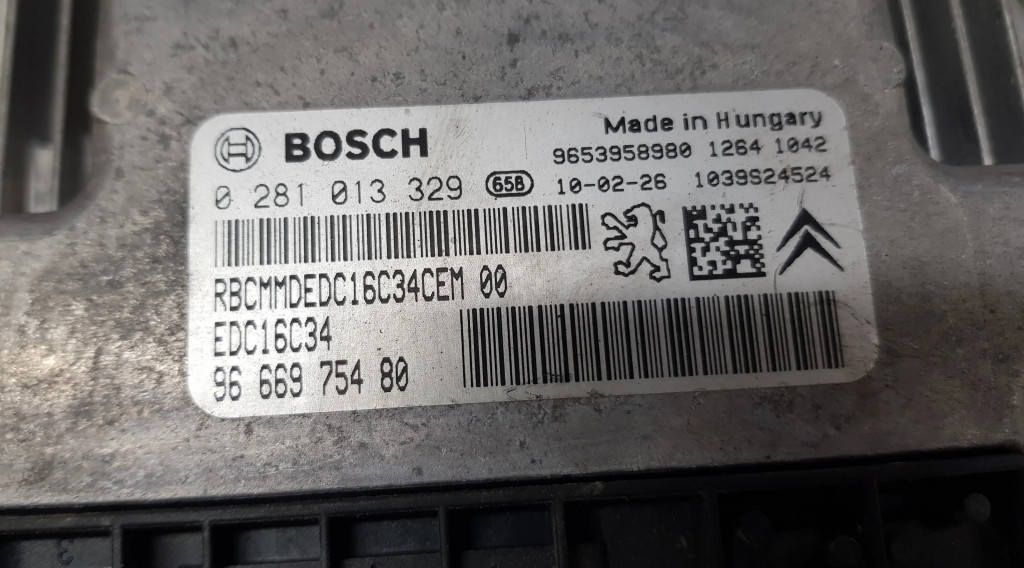 BOSCH
Made in Hungary
9653958980 1264 1042
0 281 013 329 65B 10-02-26 1039S24524
RBCMMDEDC16C34CEM 00
EDC16C34
96 669 754 80